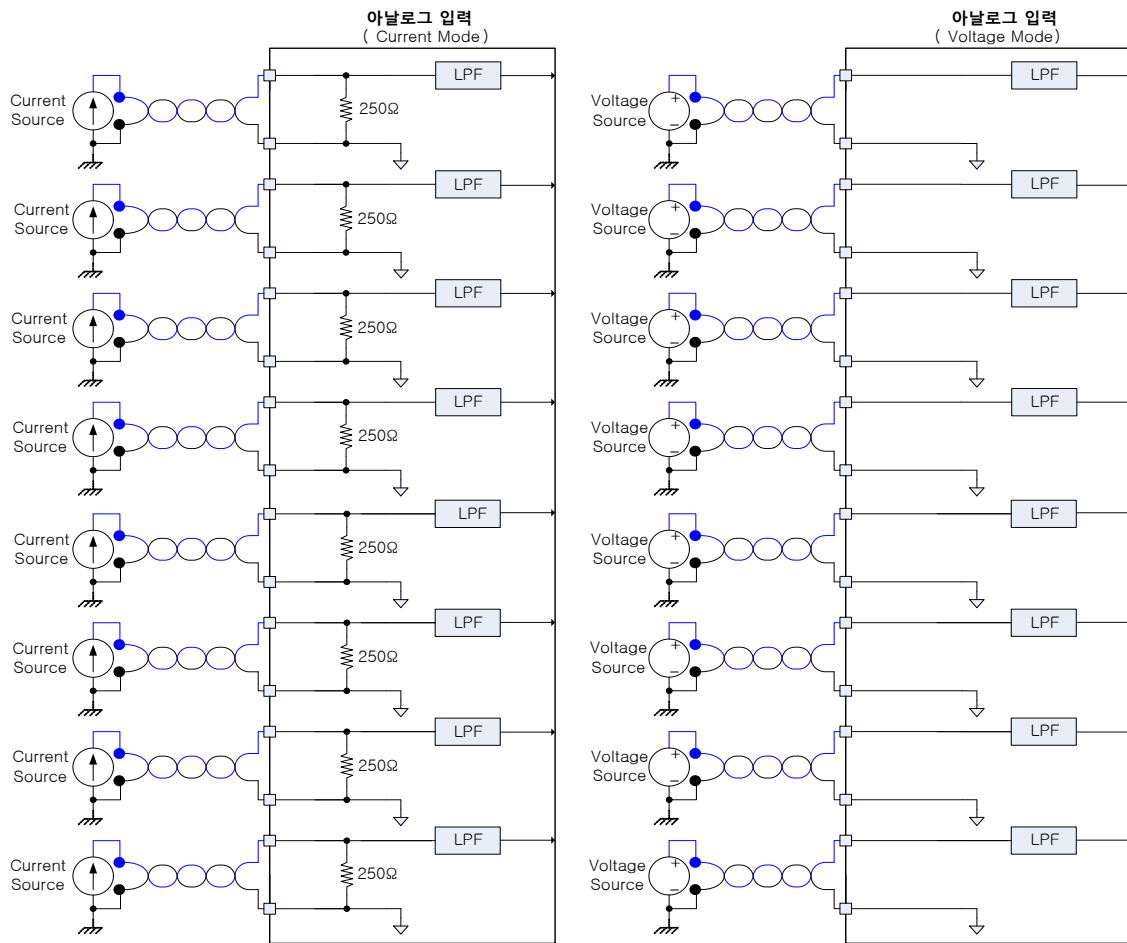 아날로그 입력
( Current Mode)
LPF
Current
Source
250Ω
LPF
Current
Source
250Ω
LPF
Current
Source
250Ω
LPF
Current
Source
250Ω
LPF
Current
Source
250Ω
LPF
Current
Source
250Ω
LPF
Current
Source
250Ω
LPF
Current
Source
250Ω
아날로그 입력
( Voltage Mode)
LPF
Voltage
Source
+
−
LPF
Voltage
Source
+
−
LPF
Voltage
Source
+
−
LPF
Voltage
Source
+
−
LPF
Voltage
Source
+
−
LPF
Voltage
Source
+
−
LPF
Voltage
Source
+
−
LPF
Voltage
Source
+
−